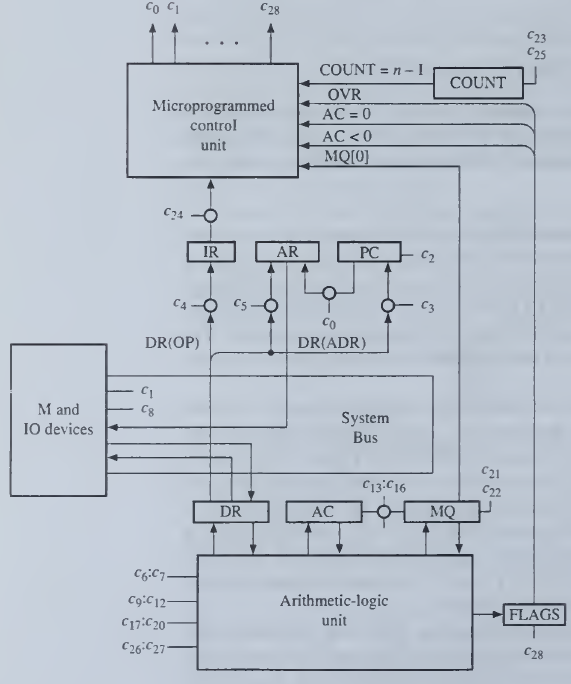 c0 c1 . . . c28
c23
c25
COUNT = n – 1
COUNT
OVR
AC = 0
AC < 0
MQ[0]
Microprogrammed
control
unit
c24
IR
AR
PC
c2
c4
c5
c0
c3
DR(OP)
DR(ADR)
M and
IO devices
c1
c8
System
Bus
c13:c16
c21
c22
DR
AC
MQ
c6:c7
c9:c12
c17:c20
c26:c27
Arithmetic-logic
unit
FLAGS
c28